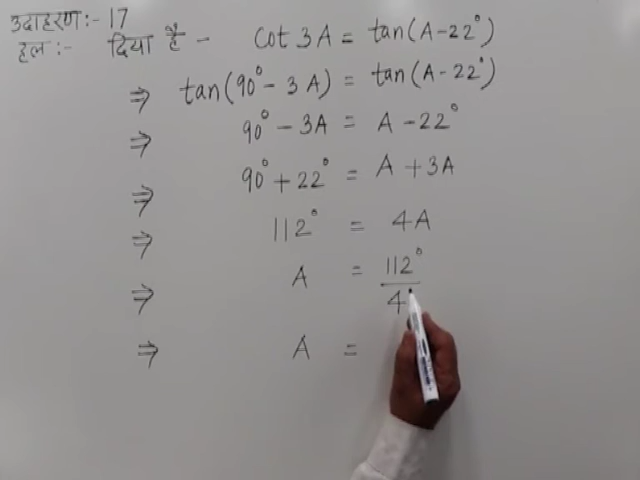 उदाहरण:- 17
हल:- दिया है - cot 3A = tan(A-22°)
⇒ tan(90° - 3A) = tan(A-22°)
⇒ 90° - 3A = A - 22°
⇒ 90° + 22° = A + 3A
⇒ 112° = 4A
⇒ A = 112°/4
⇒ A =